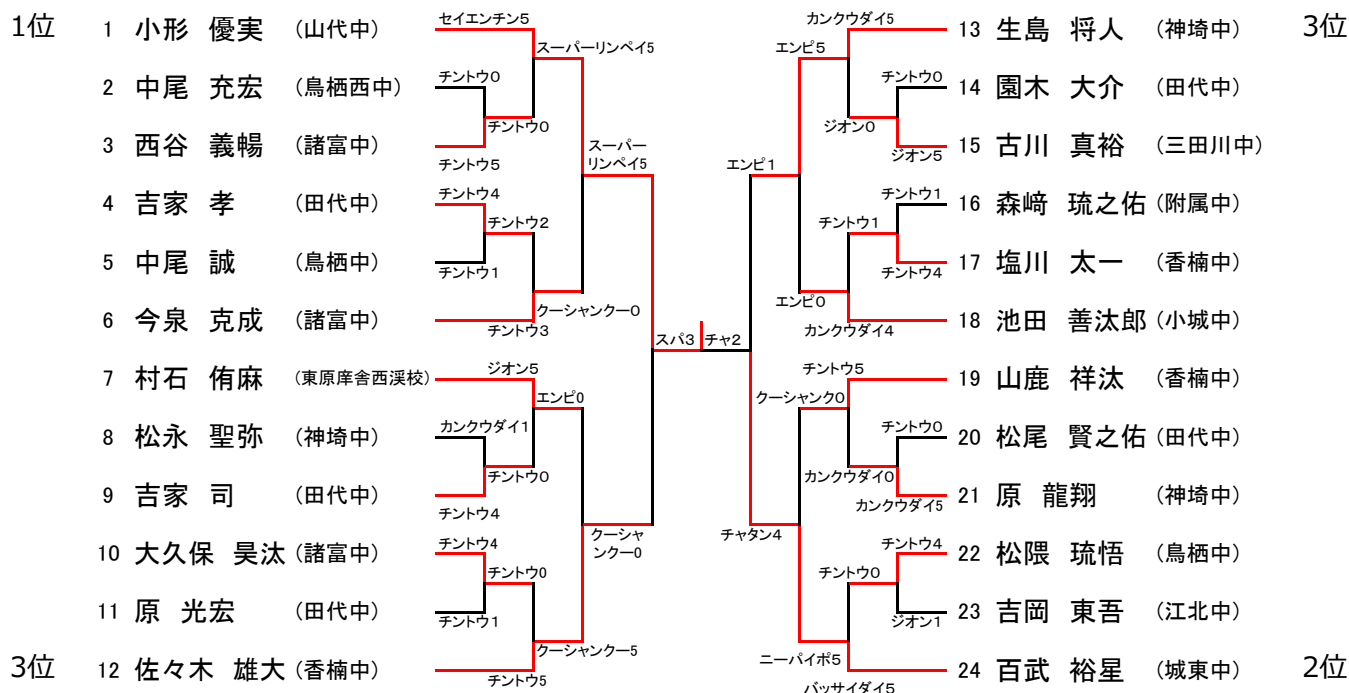 1位
1 小形 優実 (山代中)
2 中尾 充宏 (鳥栖西中)
3 西谷 義暢 (諸富中)
4 吉家 孝 (田代中)
5 中尾 誠 (鳥栖中)
6 今泉 克成 (諸富中)
7 村石 侑麻 (東原庠舎西渓校)
8 松永 聖弥 (神埼中)
9 吉家 司 (田代中)
10 大久保 昊汰 (諸富中)
11 原 光宏 (田代中)
3位
12 佐々木 雄大 (香楠中)
セイエンチン5
スーパーリンペイ5
チントウ0
チントウ0
チントウ5
スーパー
リンペイ5
チントウ4
チントウ2
チントウ1
クーシャンクー0
チントウ3
ジオン5
エンピ0
カンクウダイ1
チントウ0
チントウ4
クーシャ
ンクー0
チントウ4
チントウ0
チントウ1
クーシャンクー5
チントウ5
スパ3
チャ2
カンクウダイ5
エンピ5
チントウ0
ジオン0
ジオン5
エンピ1
チントウ1
チントウ1
チントウ4
エンピ0
カンクウダイ4
チントウ5
クーシャンク0
チントウ0
カンクウダイ0
カンクウダイ5
チャタン4
チントウ4
チントウ0
ジオン1
ニーパイポ5
バッサイダイ5
13 生島 将人 (神埼中)
3位
14 園木 大介 (田代中)
15 古川 真裕 (三田川中)
16 森﨑 琉之佑 (附属中)
17 塩川 太一 (香楠中)
18 池田 善汰郎 (小城中)
19 山鹿 祥汰 (香楠中)
20 松尾 賢之佑 (田代中)
21 原 龍翔 (神埼中)
22 松隈 琉悟 (鳥栖中)
23 吉岡 東吾 (江北中)
24 百武 裕星 (城東中)
2位